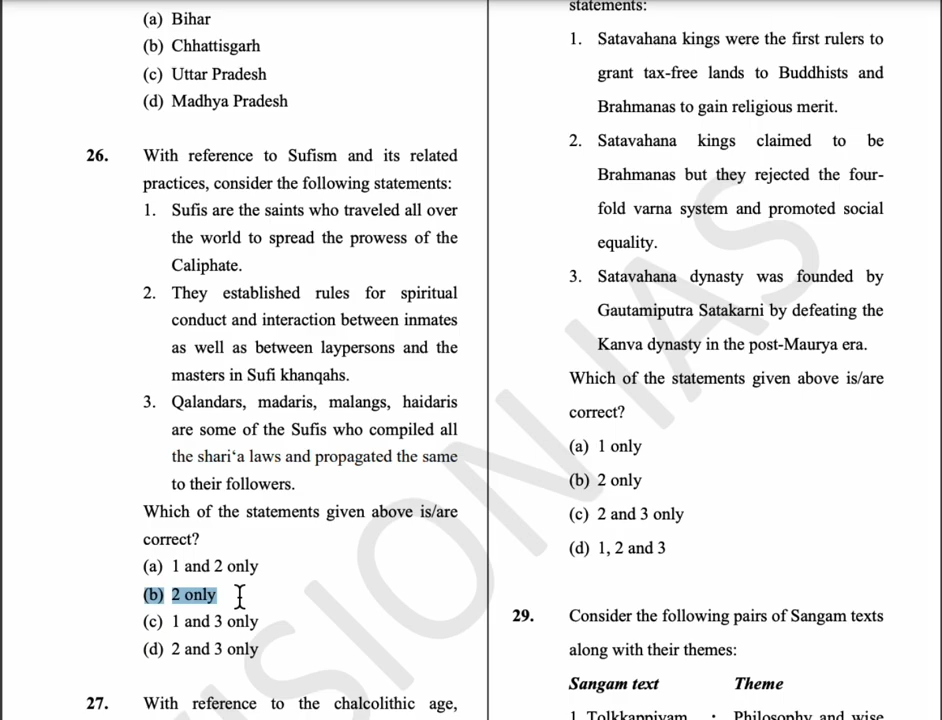 (a) Bihar
(b) Chhattisgarh
(c) Uttar Pradesh
(d) Madhya Pradesh
26. With reference to Sufism and its related
practices, consider the following statements:
1. Sufis are the saints who traveled all over
the world to spread the prowess of the
Caliphate.
2. They established rules for spiritual
conduct and interaction between inmates
as well as between laypersons and the
masters in Sufi khanqahs.
3. Qalandars, madaris, malangs, haidaris
are some of the Sufis who compiled all
the shari‘a laws and propagated the same
to their followers.
Which of the statements given above is/are
correct?
(a) 1 and 2 only
(b) 2 only
(c) 1 and 3 only
(d) 2 and 3 only
27. With reference to the chalcolithic age,
statements:
1. Satavahana kings were the first rulers to
grant tax-free lands to Buddhists and
Brahmanas to gain religious merit.
2. Satavahana kings claimed to be
Brahmanas but they rejected the four-
fold varna system and promoted social
equality.
3. Satavahana dynasty was founded by
Gautamiputra Satakarni by defeating the
Kanva dynasty in the post-Maurya era.
Which of the statements given above is/are
correct?
(a) 1 only
(b) 2 only
(c) 2 and 3 only
(d) 1, 2 and 3
29. Consider the following pairs of Sangam texts
along with their themes:
Sangam text Theme
1. Tolkkappiyam : Philosophy and wise
VISION IAS